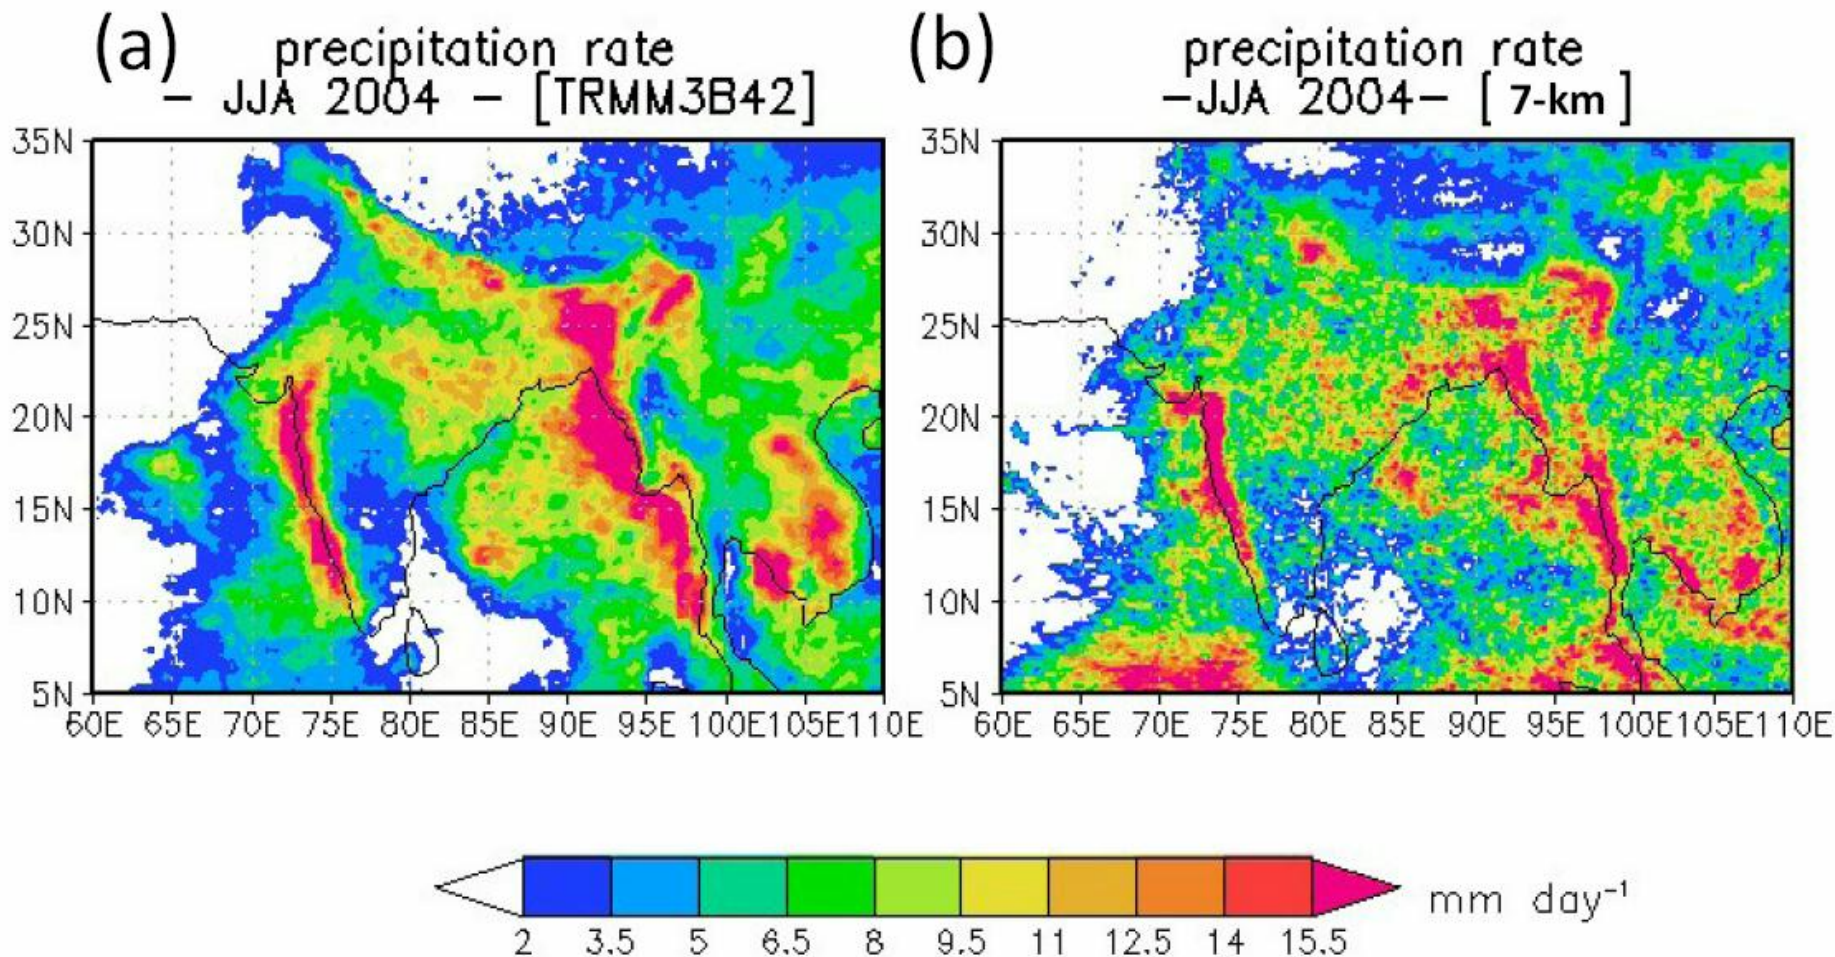 (a) precipitation rate
– JJA 2004 – [TRMM3B42]
35N
30N
25N
20N
15N
10N
5N
60E 65E 70E 75E 80E 85E 90E 95E 100E105E110E
(b) precipitation rate
–JJA 2004– [ 7-km ]
35N
30N
25N
20N
15N
10N
5N
60E 65E 70E 75E 80E 85E 90E 95E 100E105E110E
2 3.5 5 6.5 8 9.5 11 12.5 14 15.5
mm day⁻¹